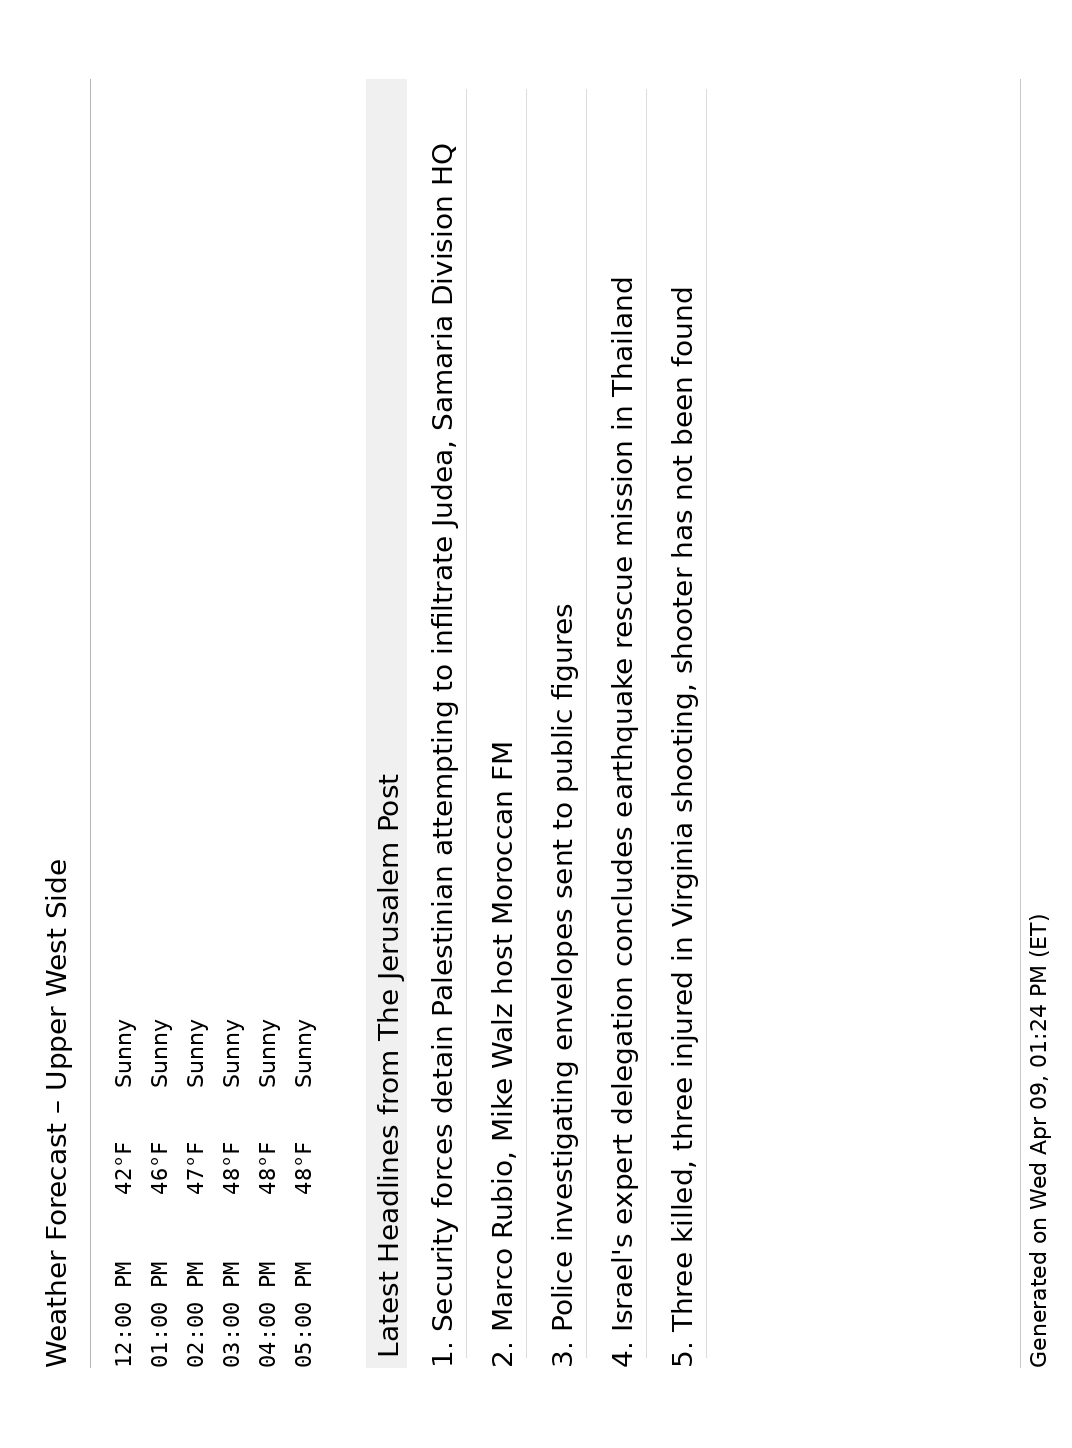 Weather Forecast – Upper West Side
12:00 PM 42°F Sunny
01:00 PM 46°F Sunny
02:00 PM 47°F Sunny
03:00 PM 48°F Sunny
04:00 PM 48°F Sunny
05:00 PM 48°F Sunny
Latest Headlines from The Jerusalem Post
1. Security forces detain Palestinian attempting to infiltrate Judea, Samaria Division HQ
2. Marco Rubio, Mike Walz host Moroccan FM
3. Police investigating envelopes sent to public figures
4. Israel's expert delegation concludes earthquake rescue mission in Thailand
5. Three killed, three injured in Virginia shooting, shooter has not been found
Generated on Wed Apr 09, 01:24 PM (ET)